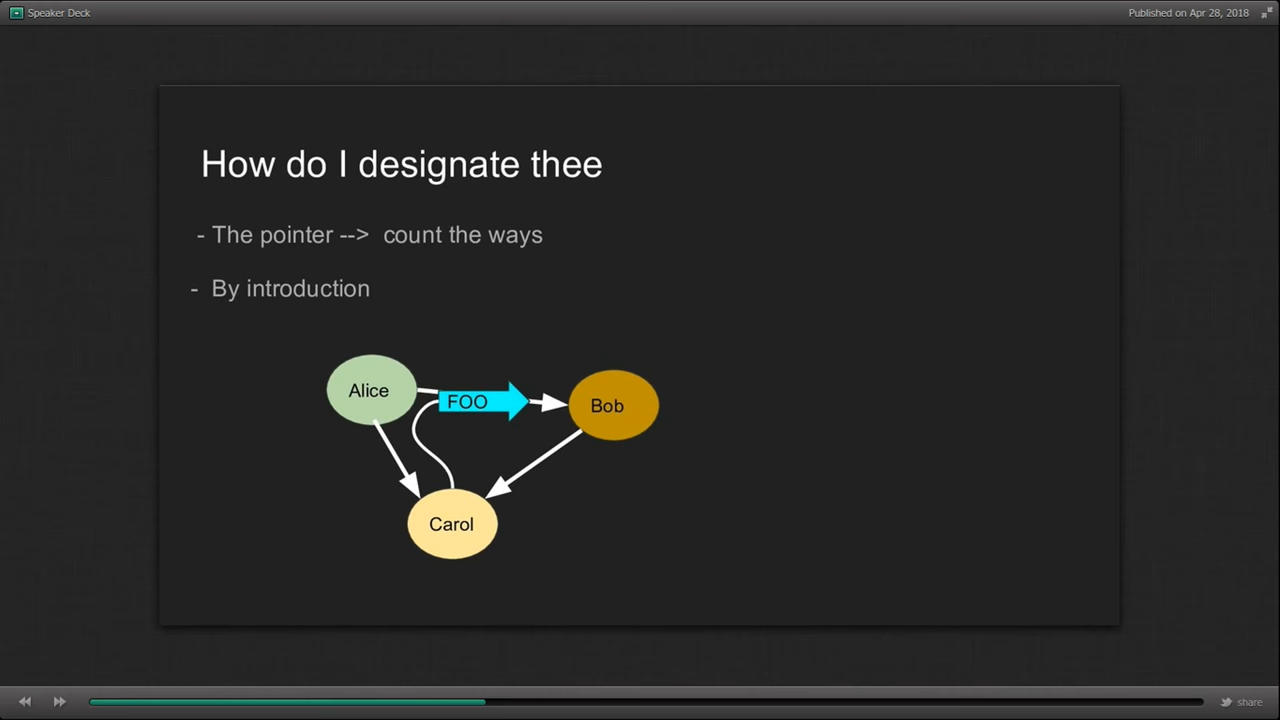 Speaker Deck
Published on Apr 28, 2018
How do I designate thee
- The pointer --> count the ways
- By introduction
Alice
FOO
Bob
Carol
share